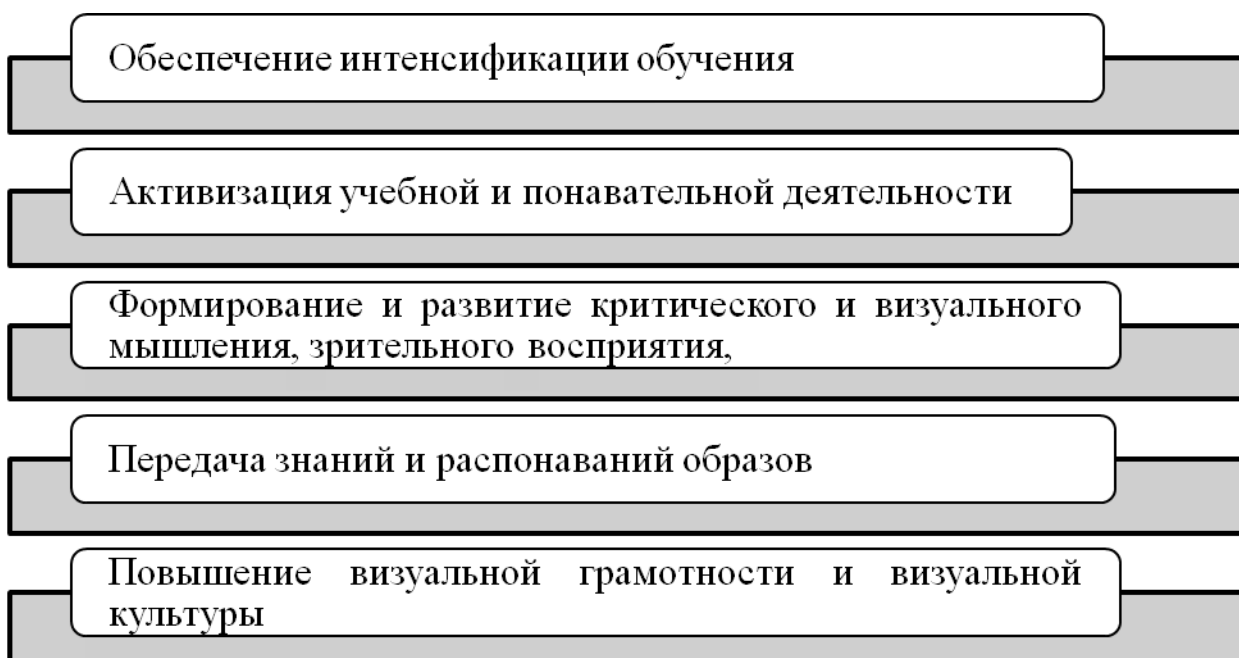 Обеспечение интенсификации обучения
Активизация учебной и понавательной деятельности
Формирование и развитие критического и визуального
мышления, зрительного восприятия,
Передача знаний и распонаваний образов
Повышение визуальной грамотности и визуальной
культуры